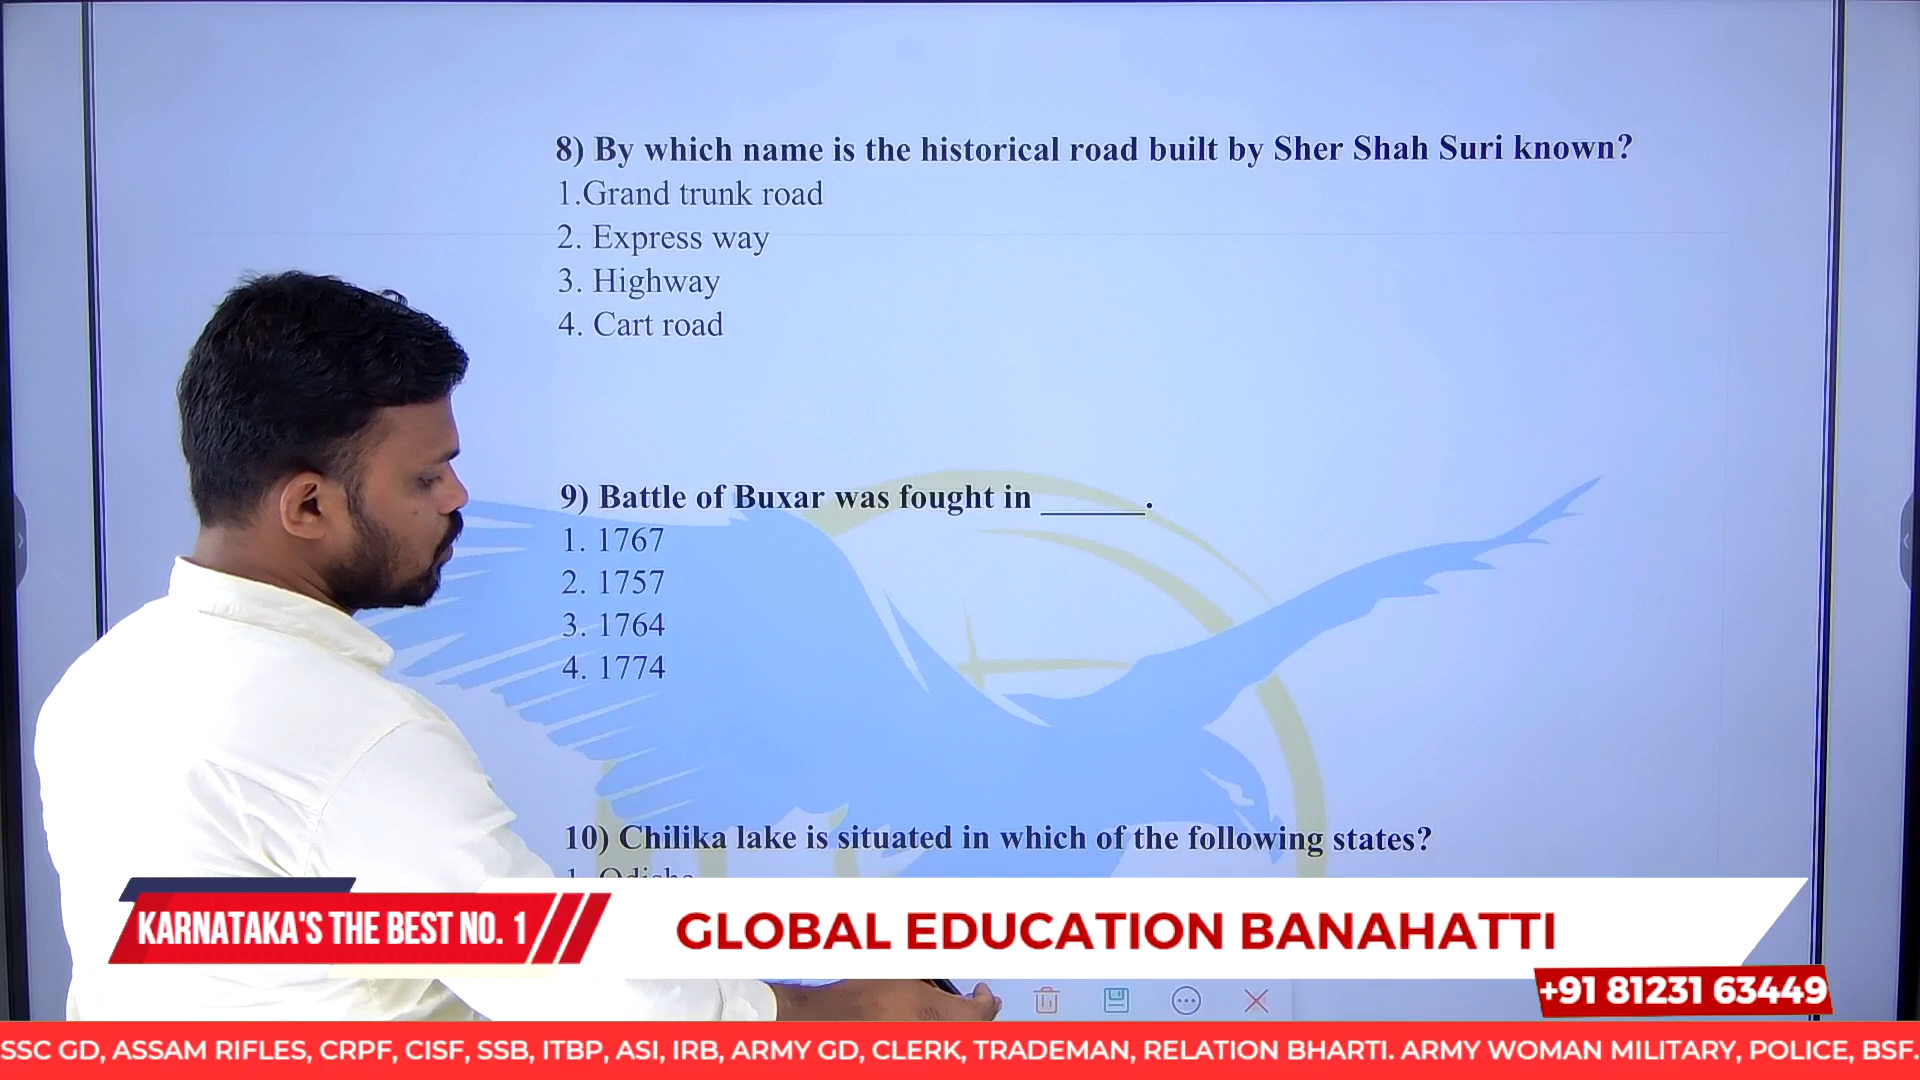 8) By which name is the historical road built by Sher Shah Suri known?
1.Grand trunk road
2. Express way
3. Highway
4. Cart road
9) Battle of Buxar was fought in ______.
1. 1767
2. 1757
3. 1764
4. 1774
10) Chilika lake is situated in which of the following states?
1. Odisha
KARNATAKA'S THE BEST NO. 1
GLOBAL EDUCATION BANAHATTI
+91 81231 63449
SSC GD, ASSAM RIFLES, CRPF, CISF, SSB, ITBP, ASI, IRB, ARMY GD, CLERK, TRADEMAN, RELATION BHARTI. ARMY WOMAN MILITARY, POLICE, BSF.